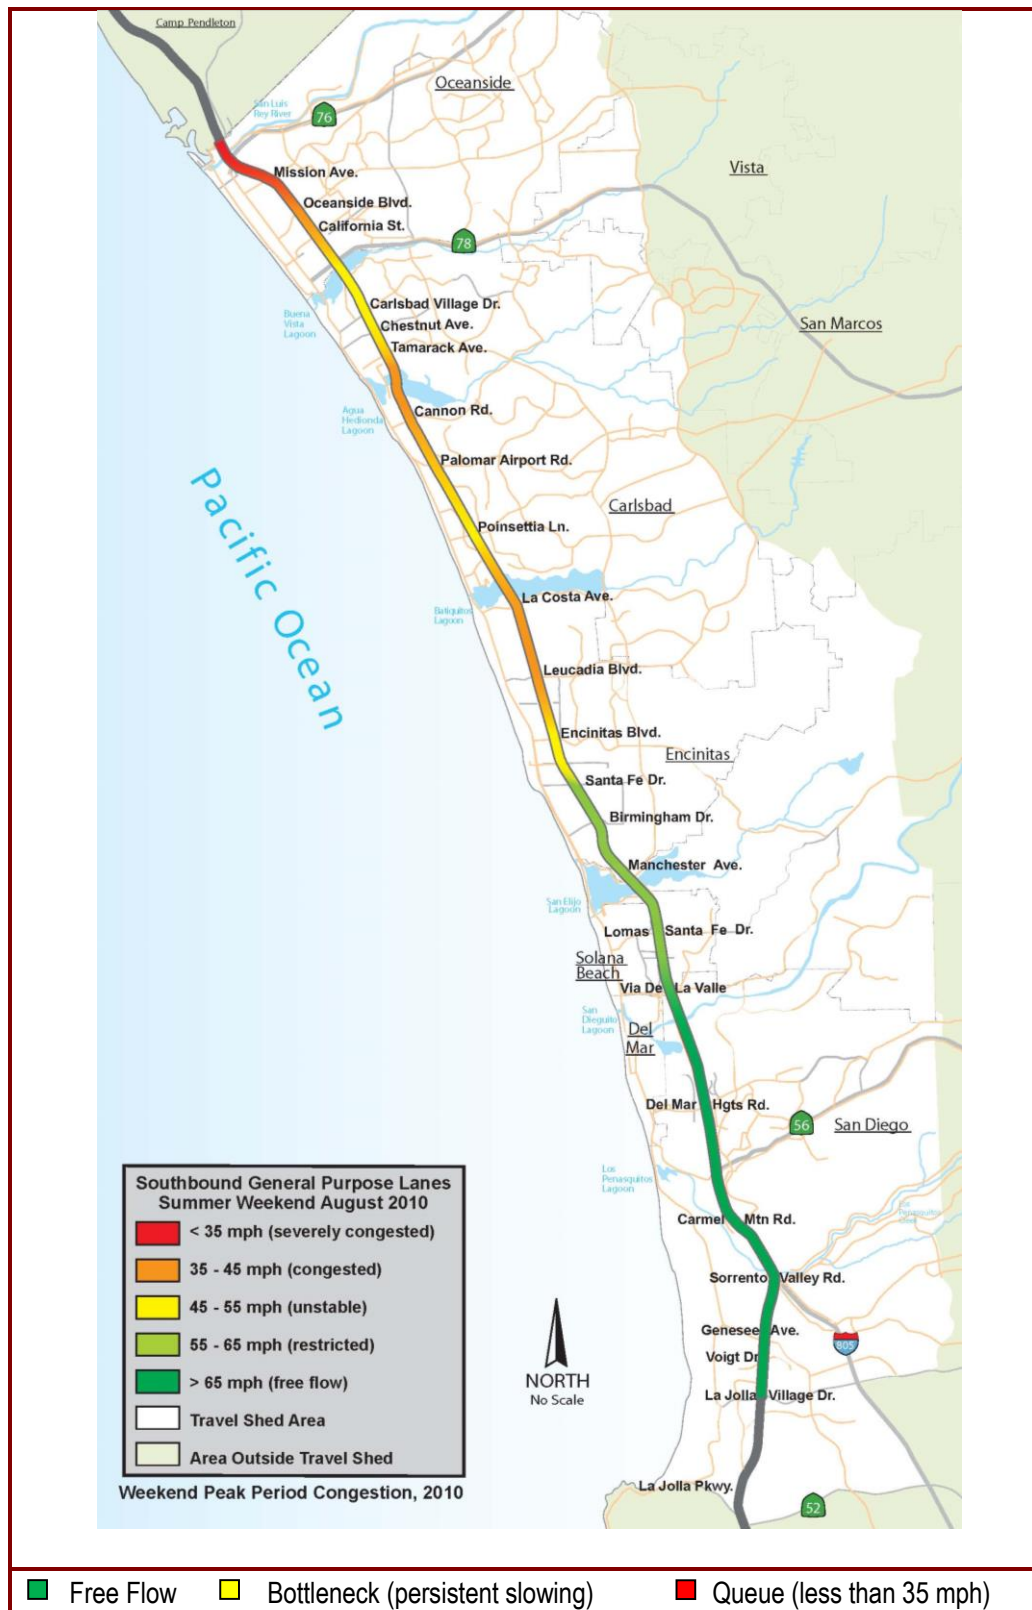 Camp Pendleton
Oceanside
San Luis
Rey River
76
Mission Ave.
Vista
Oceanside Blvd.
California St.
78
Carlsbad Village Dr.
Buena
Vista
Lagoon
Chestnut Ave.
San Marcos
Tamarack Ave.
Agua
Hedionda
Lagoon
Cannon Rd.
Palomar Airport Rd.
Pacific Ocean
Carlsbad
Poinsettia Ln.
La Costa Ave.
Batiquitos
Lagoon
Leucadia Blvd.
Encinitas Blvd.
Encinitas
Santa Fe Dr.
Birmingham Dr.
Manchester Ave.
San Elijo
Lagoon
Lomas Santa Fe Dr.
Solana
Beach
Via De La Valle
San
Dieguito
Lagoon
Del
Mar
Del Mar Hgts Rd.
56
San Diego
Los
Penasquitos
Lagoon
Los
Penasquitos
Carmel Mtn Rd.
Sorrento Valley Rd.
Genesee Ave.
805
Voigt Dr.
La Jolla Village Dr.
La Jolla Pkwy.
52
NORTH
No Scale
Southbound General Purpose Lanes
Summer Weekend August 2010
< 35 mph (severely congested)
35 - 45 mph (congested)
45 - 55 mph (unstable)
55 - 65 mph (restricted)
> 65 mph (free flow)
Travel Shed Area
Area Outside Travel Shed
Weekend Peak Period Congestion, 2010
Free Flow Bottleneck (persistent slowing) Queue (less than 35 mph)